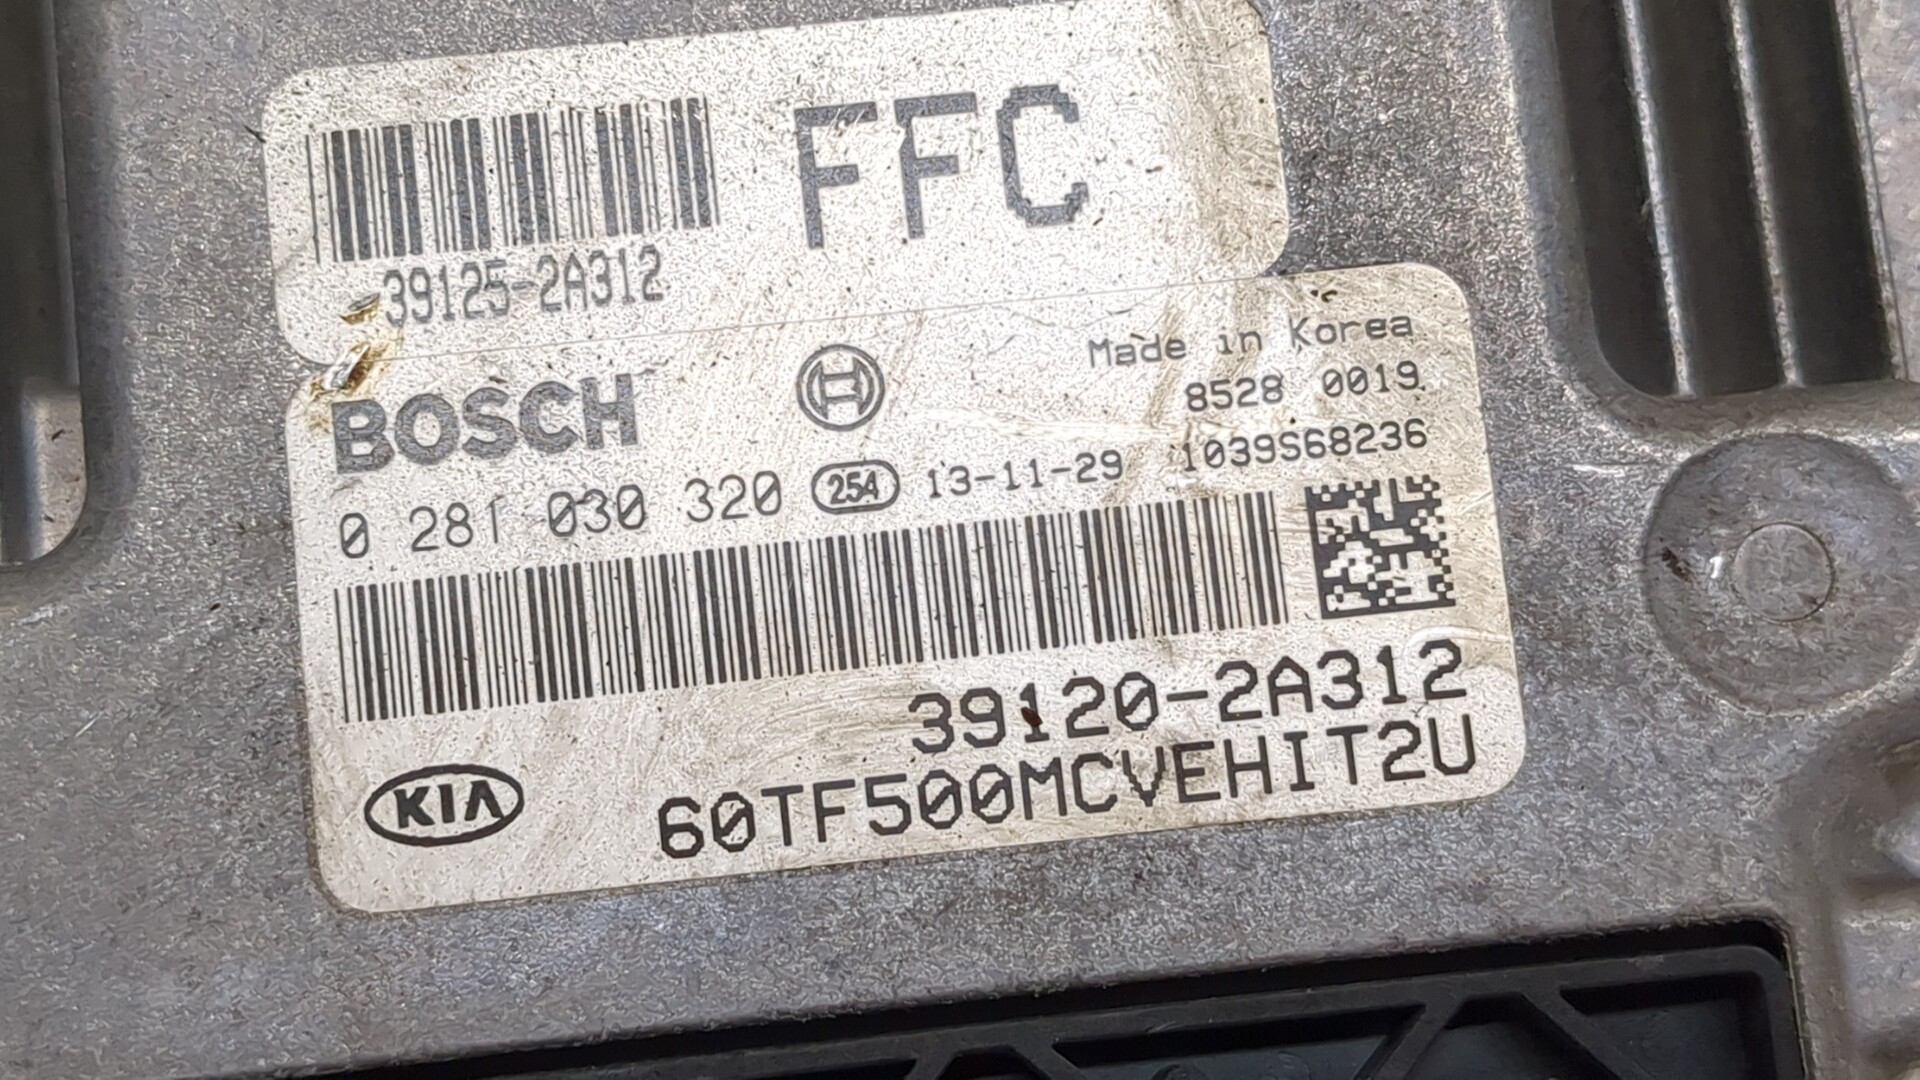 FFC
39125-2A312
Made in Korea
BOSCH
8528 0019
1039S68236
0 281 030 320 254 13-11-29
39120-2A312
KIA 60TF500MCVEHIT2U